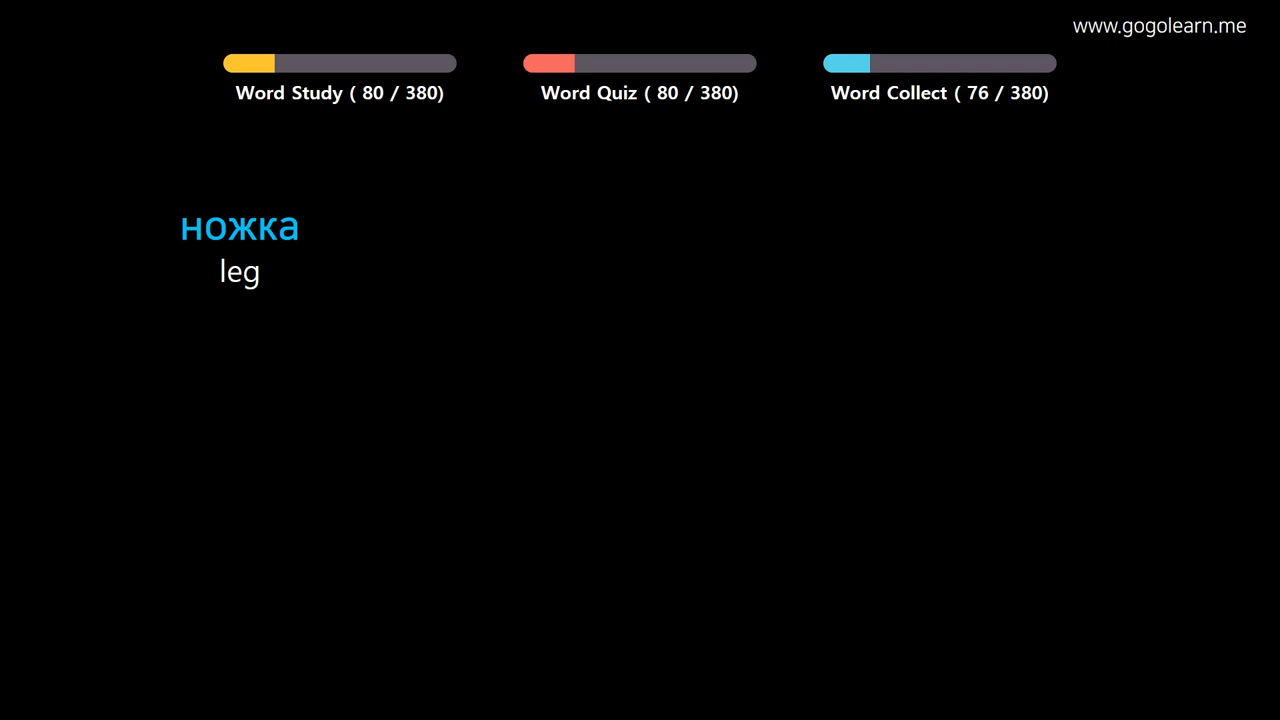 www.gogolearn.me
Word Study ( 80 / 380)
Word Quiz ( 80 / 380)
Word Collect ( 76 / 380)
ножка
leg